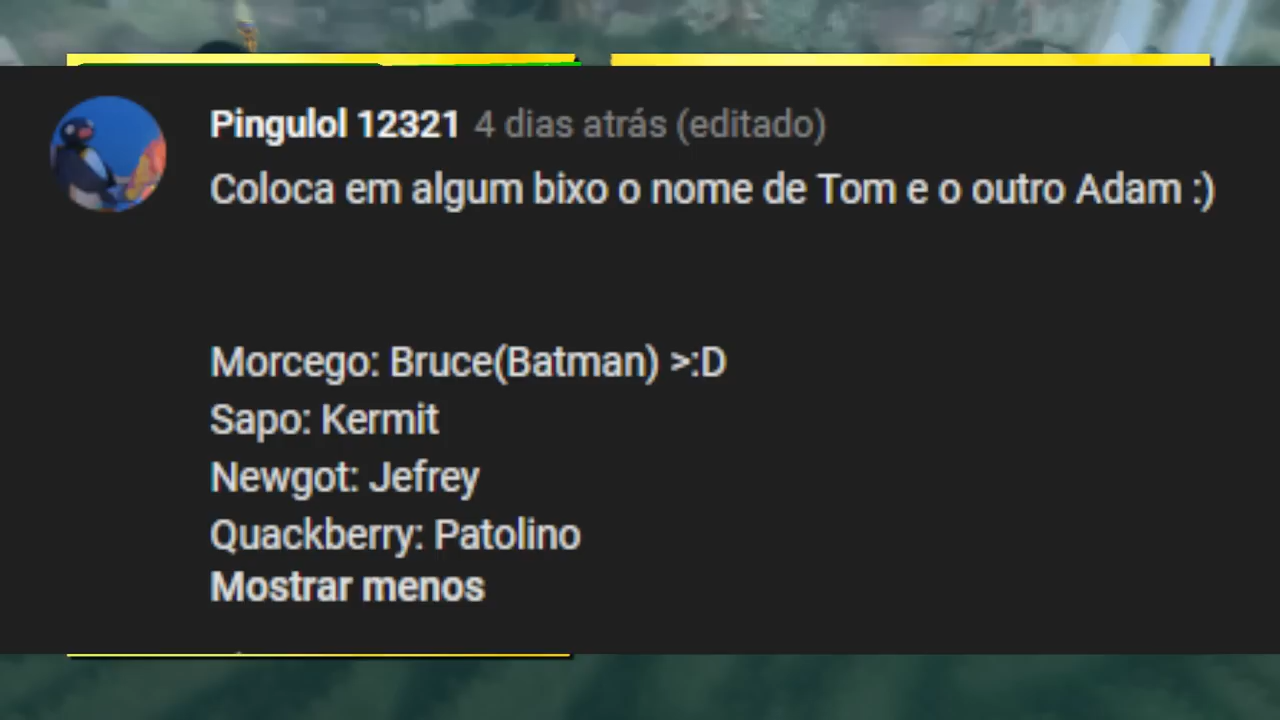 Pingulol 12321 4 dias atrás (editado)
Coloca em algum bixo o nome de Tom e o outro Adam :)
Morcego: Bruce(Batman) >:D
Sapo: Kermit
Newgot: Jefrey
Quackberry: Patolino
Mostrar menos